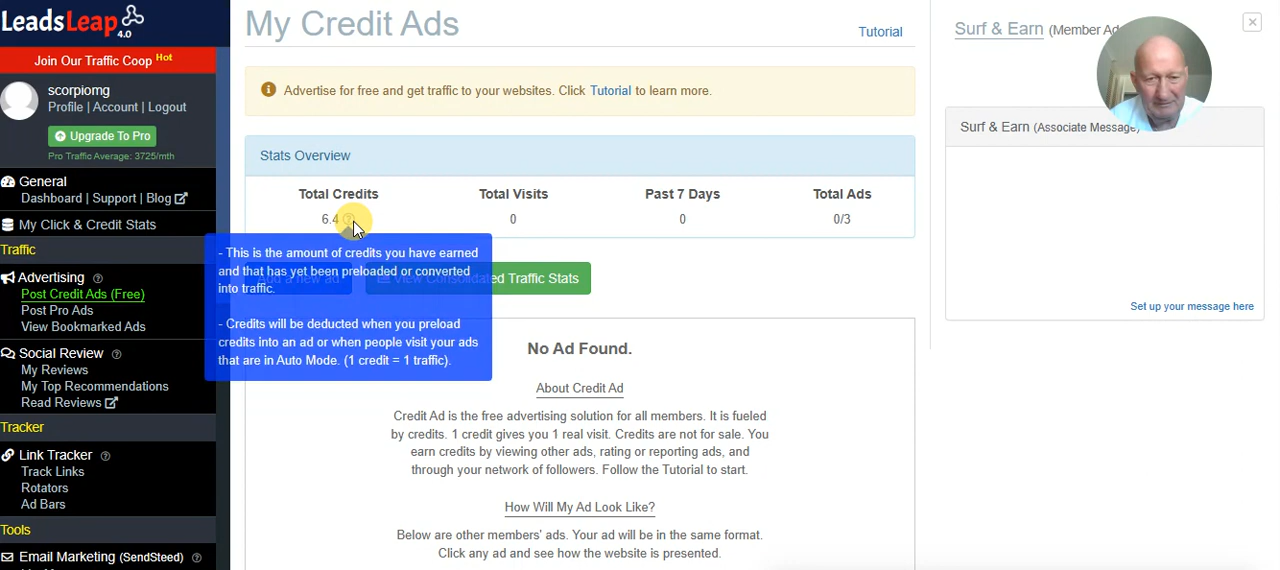 LeadsLeap 4.0
Join Our Traffic Coop Hot
scorpiomg
Profile | Account | Logout
Upgrade To Pro
Pro Traffic Average: 3725/mth
General
Dashboard | Support | Blog
My Click & Credit Stats
Traffic
Advertising
Post Credit Ads (Free)
Post Pro Ads
View Bookmarked Ads
Social Review
My Reviews
My Top Recommendations
Read Reviews
Tracker
Link Tracker
Track Links
Rotators
Ad Bars
Tools
Email Marketing (SendSteed)
My Credit Ads
Tutorial
Advertise for free and get traffic to your websites. Click Tutorial to learn more.
Stats Overview
Total Credits Total Visits Past 7 Days Total Ads
6.4 0 0 0/3
- This is the amount of credits you have earned
and that has yet been preloaded or converted
into traffic.
- Credits will be deducted when you preload
credits into an ad or when people visit your ads
that are in Auto Mode. (1 credit = 1 traffic).
Add a new ad
View Consolidated Traffic Stats
No Ad Found.
About Credit Ad
Credit Ad is the free advertising solution for all members. It is fueled
by credits. 1 credit gives you 1 real visit. Credits are not for sale. You
earn credits by viewing other ads, rating or reporting ads, and
through your network of followers. Follow the Tutorial to start.
How Will My Ad Look Like?
Below are other members' ads. Your ad will be in the same format.
Click any ad and see how the website is presented.
Surf & Earn (Member
Surf & Earn (Associate Message)
Set up your message here